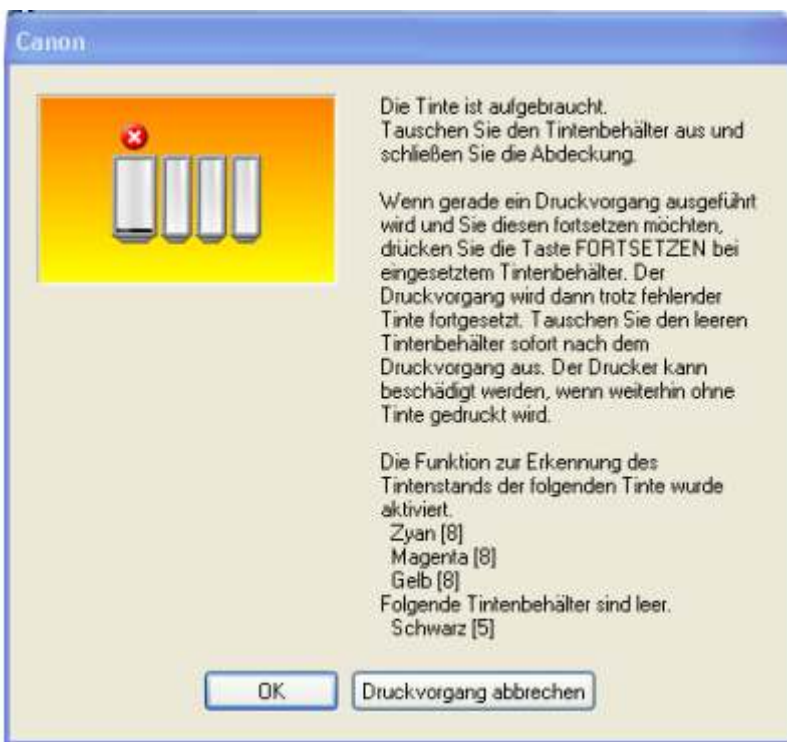 Canon
Die Tinte ist aufgebraucht.
Tauschen Sie den Tintenbehälter aus und
schließen Sie die Abdeckung.
Wenn gerade ein Druckvorgang ausgeführt
wird und Sie diesen fortsetzen möchten,
drücken Sie die Taste FORTSETZEN bei
eingesetztem Tintenbehälter. Der
Druckvorgang wird dann trotz fehlender
Tinte fortgesetzt. Tauschen Sie den leeren
Tintenbehälter sofort nach dem
Druckvorgang aus. Der Drucker kann
beschädigt werden, wenn weiterhin ohne
Tinte gedruckt wird.
Die Funktion zur Erkennung des
Tintenstands der folgenden Tinte wurde
aktiviert.
Zyan [8]
Magenta [8]
Gelb [8]
Folgende Tintenbehälter sind leer.
Schwarz [5]
OK
Druckvorgang abbrechen